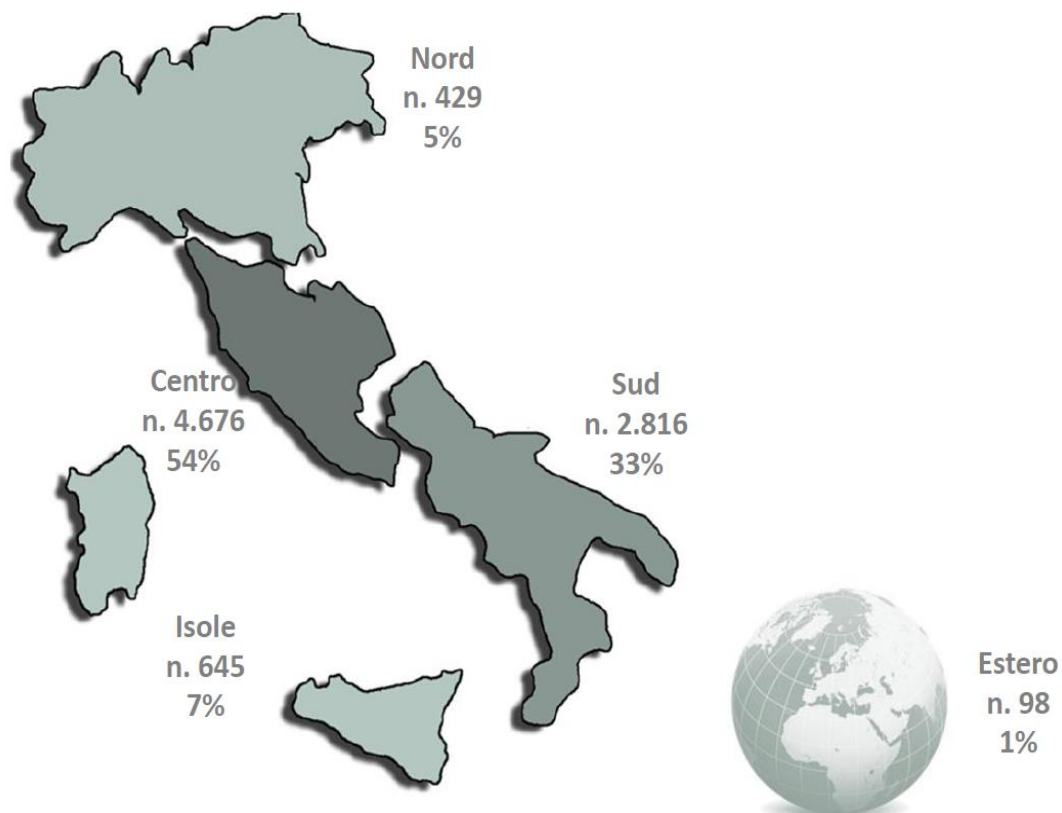 Nord
n. 429
5%
Centro
n. 4.676
54%
Sud
n. 2.816
33%
Isole
n. 645
7%
Estero
n. 98
1%